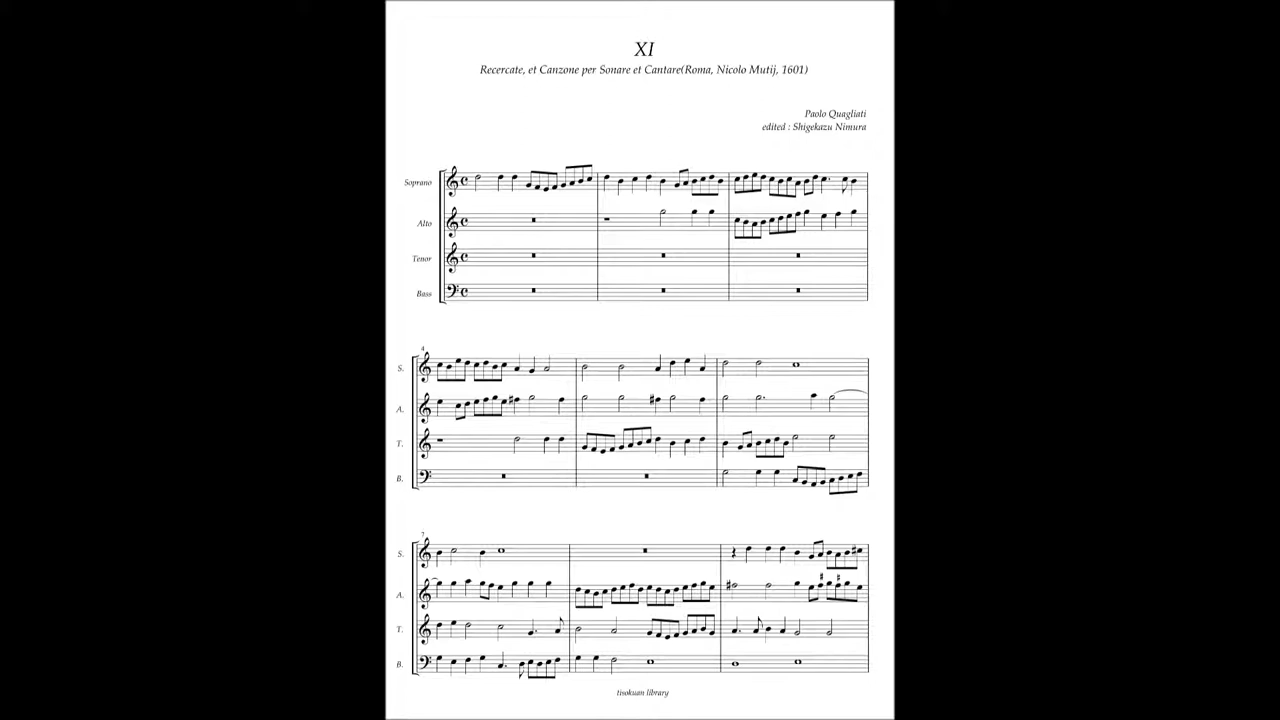 XI
Recercate, et Canzone per Sonare et Cantare(Roma, Nicolo Mutij, 1601)
Paolo Quagliati
edited : Shigekazu Nimura
Soprano
Alto
Tenor
Bass
4
S.
A.
T.
B.
7
S.
A.
T.
B.
tisokuan library